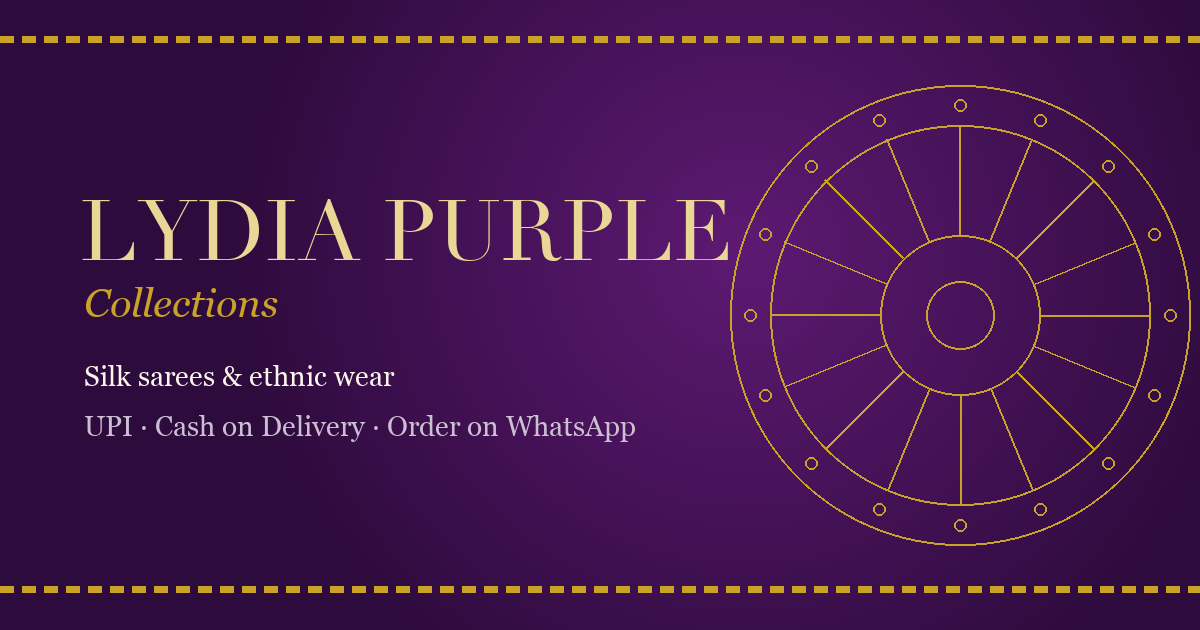 LYDIA PURPLE
Collections
Silk sarees & ethnic wear
UPI · Cash on Delivery · Order on WhatsApp